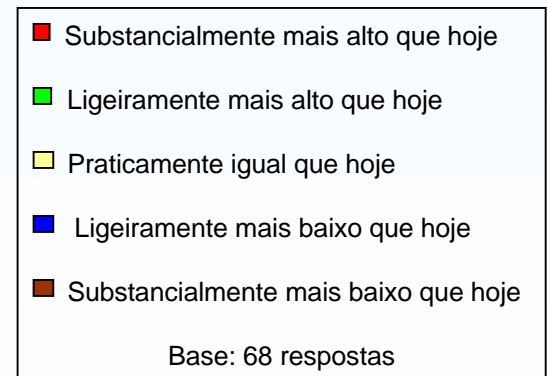 Substancialmente mais alto que hoje
Ligeiramente mais alto que hoje
Praticamente igual que hoje
Ligeiramente mais baixo que hoje
Substancialmente mais baixo que hoje
Base: 68 respostas